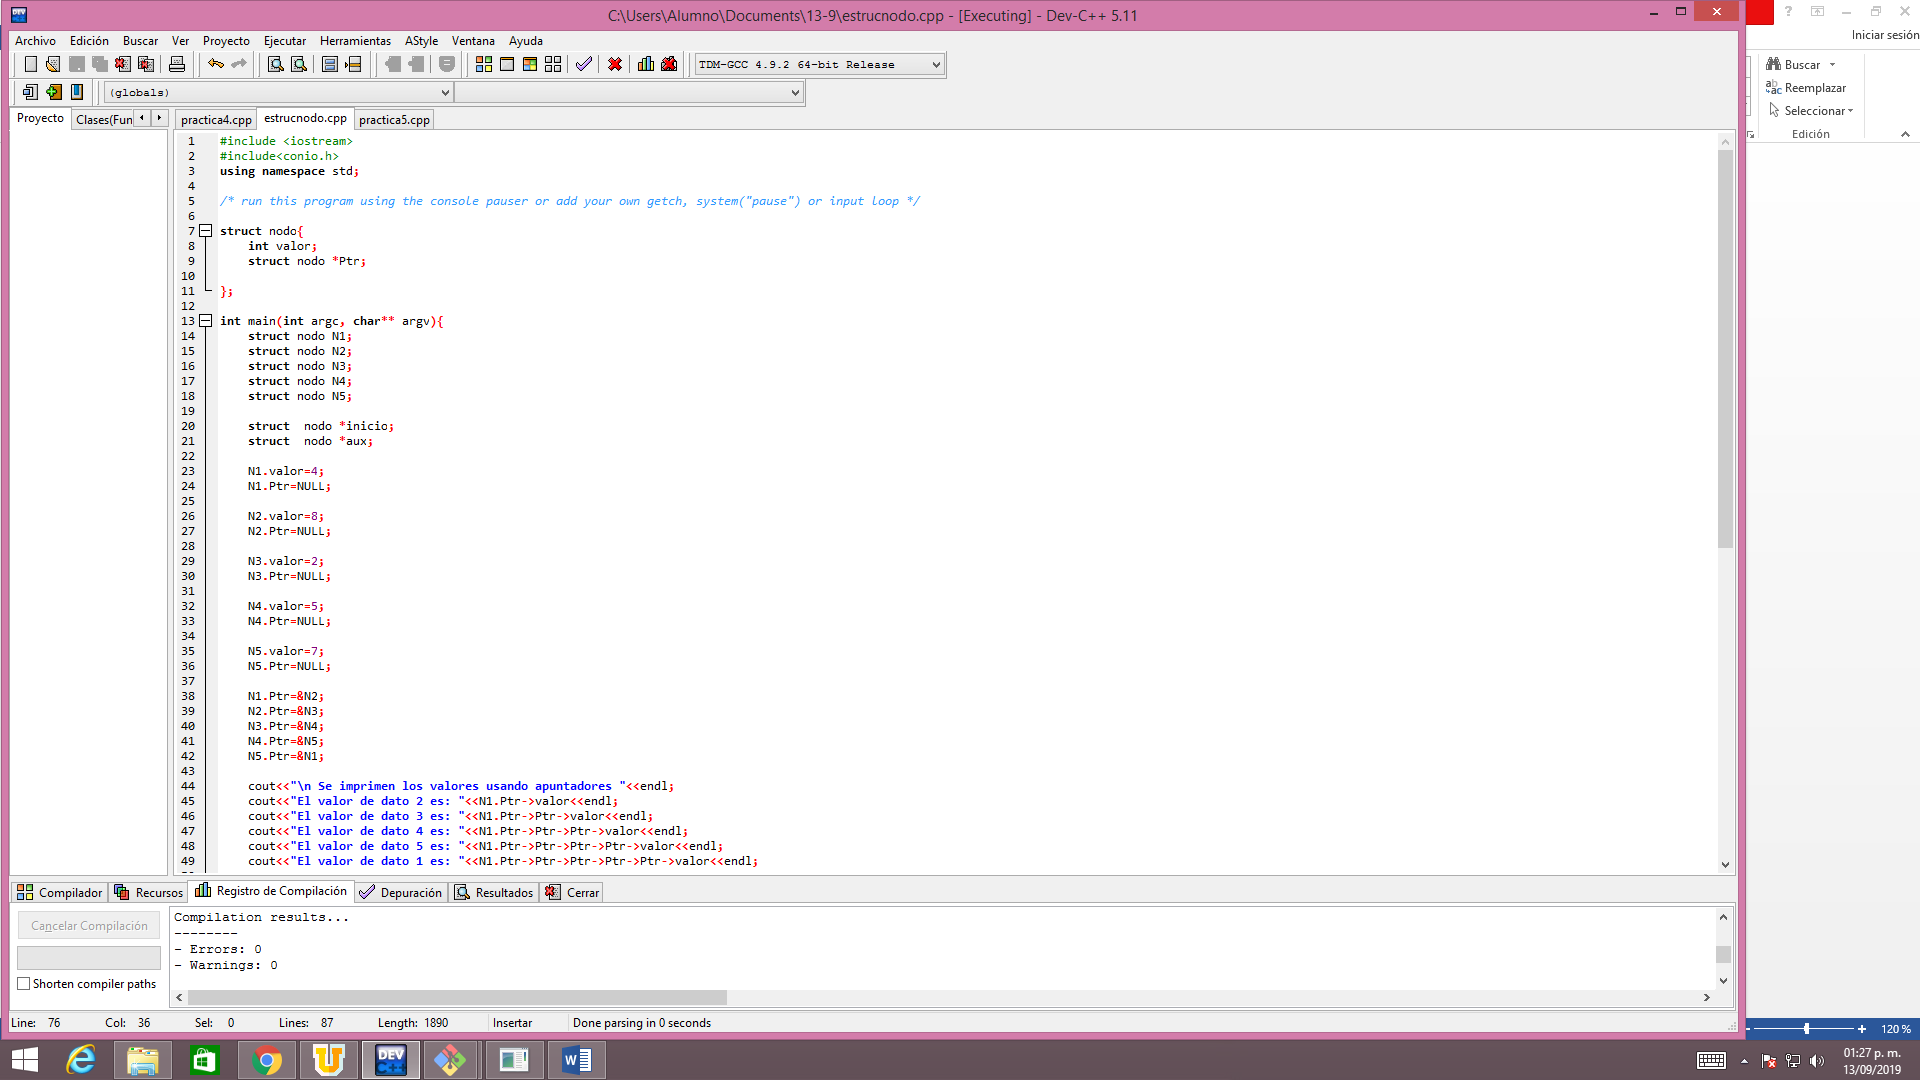 C:\Users\Alumno\Documents\13-9\estrucnodo.cpp - [Executing] - Dev-C++ 5.11
Iniciar sesión
Archivo Edición Buscar Ver Proyecto Ejecutar Herramientas AStyle Ventana Ayuda
TDM-GCC 4.9.2 64-bit Release
Buscar
Reemplazar
Seleccionar
Edición
(globals)
Proyecto Clases(Fun
practica4.cpp estrucnodo.cpp practica5.cpp
1 #include <iostream>
2 #include<conio.h>
3 using namespace std;
4
5 /* run this program using the console pauser or add your own getch, system("pause") or input loop */
6
7 struct nodo{
8 int valor;
9 struct nodo *Ptr;
10
11 };
12
13 int main(int argc, char** argv){
14 struct nodo N1;
15 struct nodo N2;
16 struct nodo N3;
17 struct nodo N4;
18 struct nodo N5;
19
20 struct  nodo *inicio;
21 struct  nodo *aux;
22
23 N1.valor=4;
24 N1.Ptr=NULL;
25
26 N2.valor=8;
27 N2.Ptr=NULL;
28
29 N3.valor=2;
30 N3.Ptr=NULL;
31
32 N4.valor=5;
33 N4.Ptr=NULL;
34
35 N5.valor=7;
36 N5.Ptr=NULL;
37
38 N1.Ptr=&N2;
39 N2.Ptr=&N3;
40 N3.Ptr=&N4;
41 N4.Ptr=&N5;
42 N5.Ptr=&N1;
43
44 cout<<"\n Se imprimen los valores usando apuntadores "<<endl;
45 cout<<"El valor de dato 2 es: "<<N1.Ptr->valor<<endl;
46 cout<<"El valor de dato 3 es: "<<N1.Ptr->Ptr->valor<<endl;
47 cout<<"El valor de dato 4 es: "<<N1.Ptr->Ptr->Ptr->valor<<endl;
48 cout<<"El valor de dato 5 es: "<<N1.Ptr->Ptr->Ptr->Ptr->valor<<endl;
49 cout<<"El valor de dato 1 es: "<<N1.Ptr->Ptr->Ptr->Ptr->Ptr->valor<<endl;
Compilador Recursos Registro de Compilación Depuración Resultados Cerrar
Cancelar Compilación
Shorten compiler paths
Compilation results...
--------
- Errors: 0
- Warnings: 0
Line: 76 Col: 36 Sel: 0 Lines: 87 Length: 1890 Insertar Done parsing in 0 seconds
120 %
DEV C++
01:27 p. m.
13/09/2019